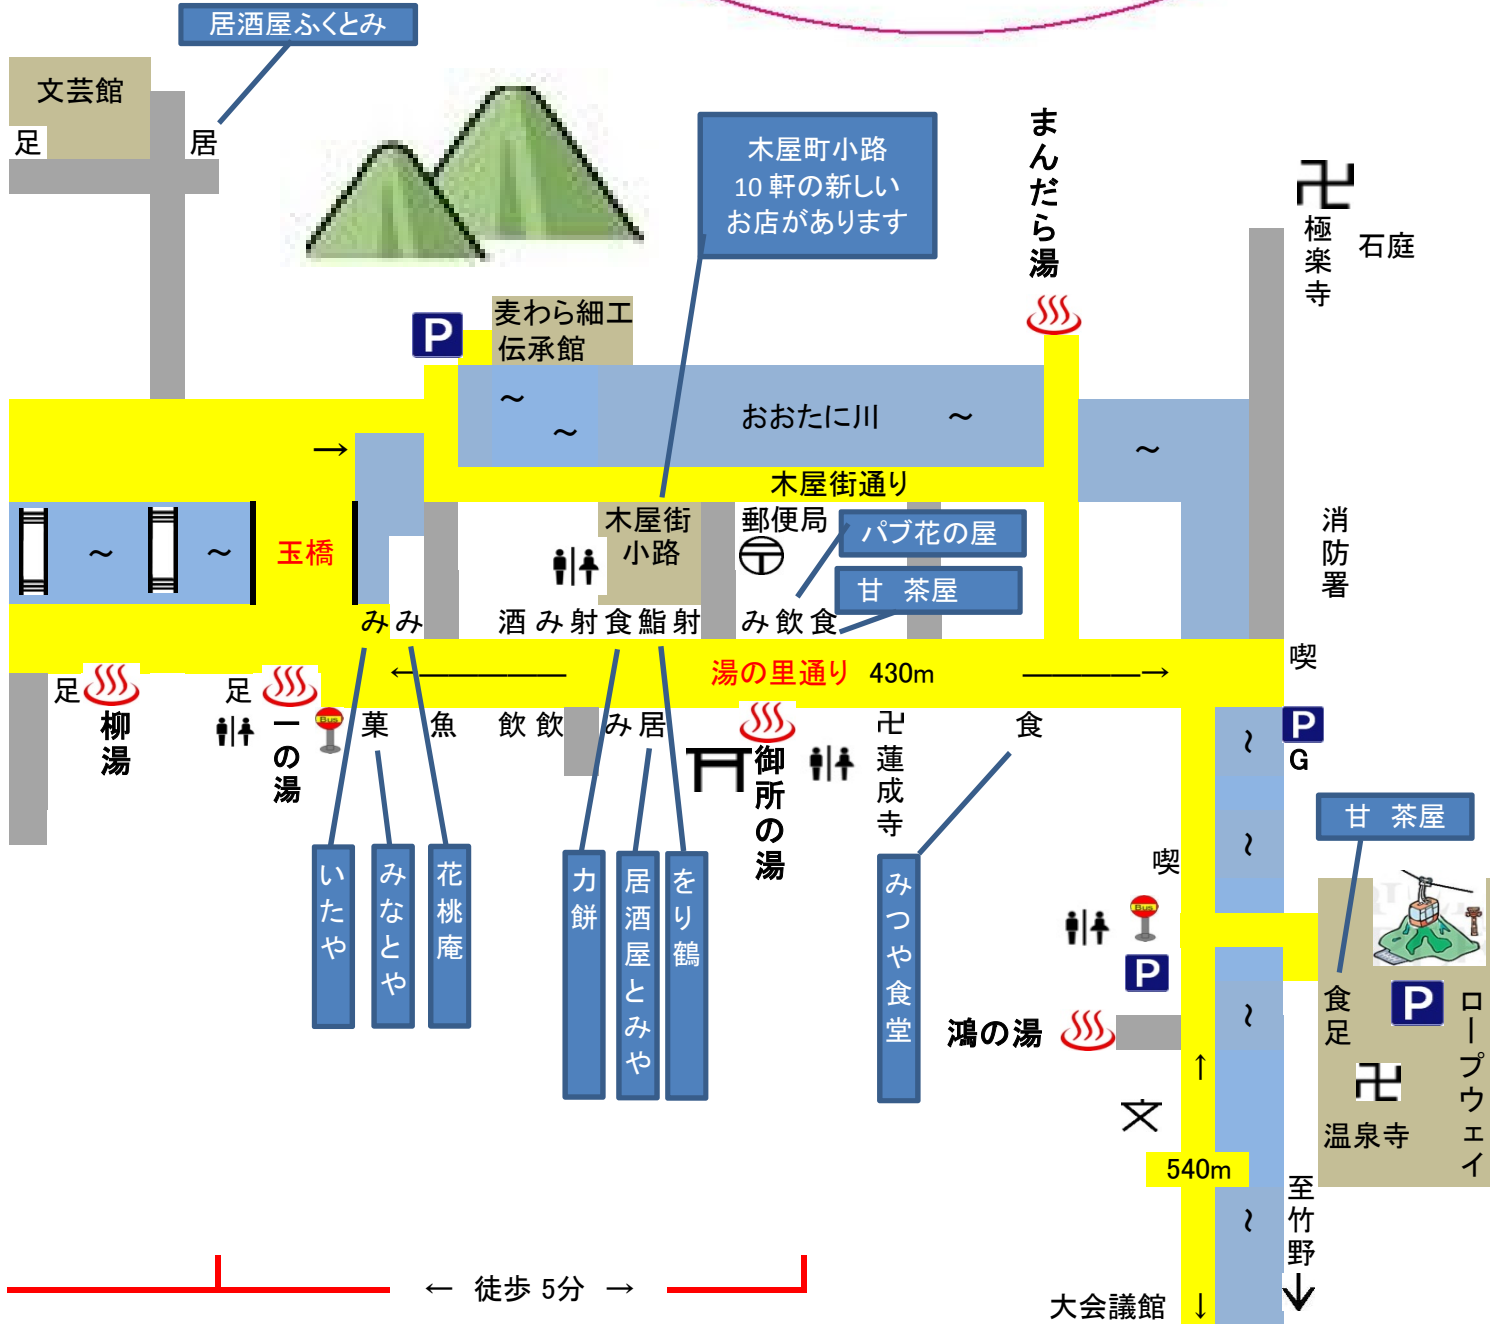 居酒屋ふくとみ
文芸館
足
居
木屋町小路
10 軒の新しい
お店があります
まんだら湯
卍
極楽寺
石庭
P
麦わら細工
伝承館
～
～
おおたに川
～
→
～
木屋街通り
木屋街
小路
郵便局
パブ花の屋
甘 茶屋
消防署
～
～
玉橋
み み
酒 み 射 食 鮨 射
み 飲 食
←―――――
湯の里通り 430m
――――→
喫
足
柳湯
足
一の湯
Bus
菓
魚
飲 飲
み 居
御所の湯
卍
蓮成寺
食
P
G
～
～
甘 茶屋
いたや
みなとや
花桃庵
力餅
居酒屋とみや
をり鶴
みつや食堂
喫
Bus
P
鴻の湯
～
食
足
P
ロープウェイ
卍
温泉寺
↑
文
540m
～
至竹野
↓
← 徒歩 5分 →
大会議館
↓